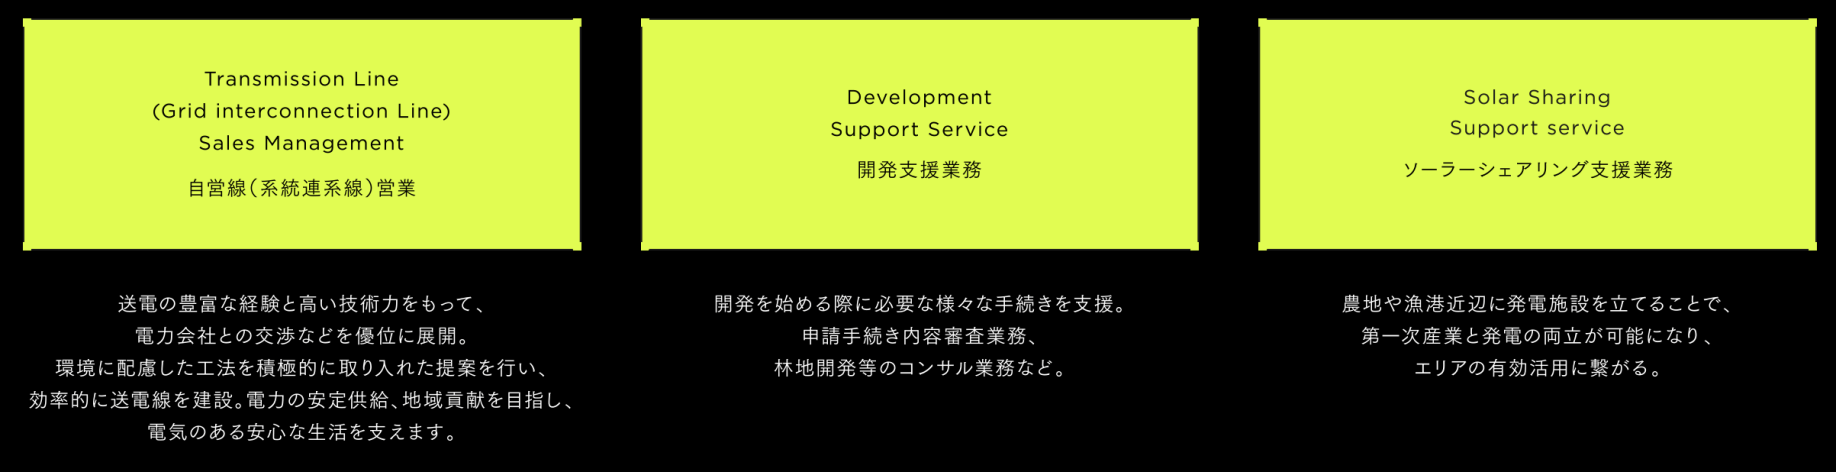 Transmission Line
(Grid interconnection Line)
Sales Management
自営線(系統連系線)営業
送電の豊富な経験と高い技術力をもって、
電力会社との交渉などを優位に展開。
環境に配慮した工法を積極的に取り入れた提案を行い、
効率的に送電線を建設。電力の安定供給、地域貢献を目指し、
電気のある安心な生活を支えます。
Development
Support Service
開発支援業務
開発を始める際に必要な様々な手続きを支援。
申請手続き内容審査業務、
林地開発等のコンサル業務など。
Solar Sharing
Support service
ソーラーシェアリング支援業務
農地や漁港近辺に発電施設を立てることで、
第一次産業と発電の両立が可能になり、
エリアの有効活用に繋がる。